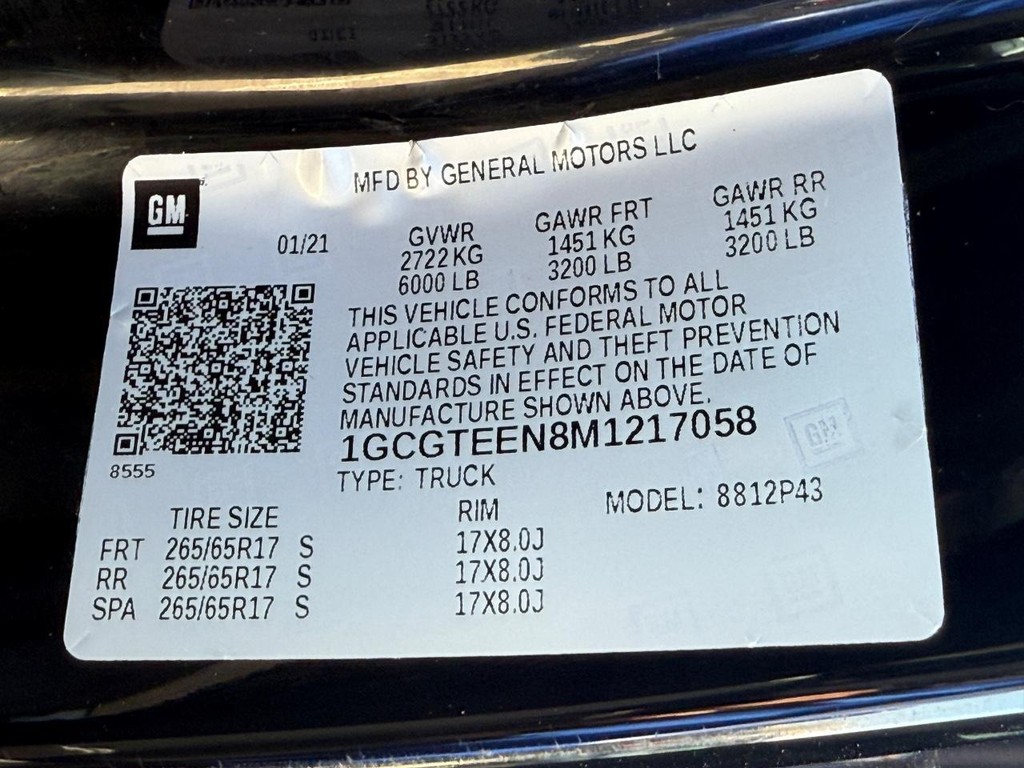 MFD BY GENERAL MOTORS LLC
GM
01/21
GVWR GAWR FRT GAWR RR
2722 KG 1451 KG 1451 KG
6000 LB 3200 LB 3200 LB
THIS VEHICLE CONFORMS TO ALL
APPLICABLE U.S. FEDERAL MOTOR
VEHICLE SAFETY AND THEFT PREVENTION
STANDARDS IN EFFECT ON THE DATE OF
MANUFACTURE SHOWN ABOVE.
1GCGTEEN8M1217058
8555
TYPE: TRUCK
MODEL: 8812P43
TIRE SIZE RIM
FRT 265/65R17 S 17X8.0J
RR 265/65R17 S 17X8.0J
SPA 265/65R17 S 17X8.0J
GM